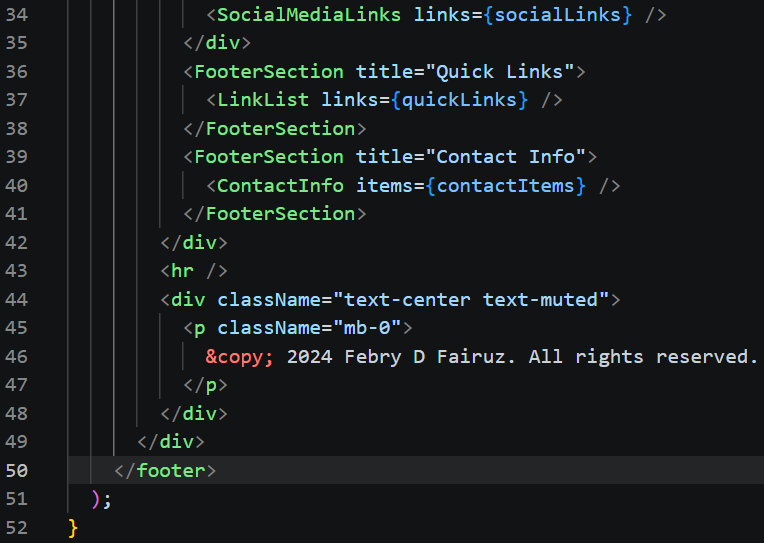 34 <SocialMediaLinks links={socialLinks} />
35 </div>
36 <FooterSection title="Quick Links">
37 <LinkList links={quickLinks} />
38 </FooterSection>
39 <FooterSection title="Contact Info">
40 <ContactInfo items={contactItems} />
41 </FooterSection>
42 </div>
43 <hr />
44 <div className="text-center text-muted">
45 <p className="mb-0">
46 &copy; 2024 Febry D Fairuz. All rights reserved.
47 </p>
48 </div>
49 </div>
50 </footer>
51 );
52 }